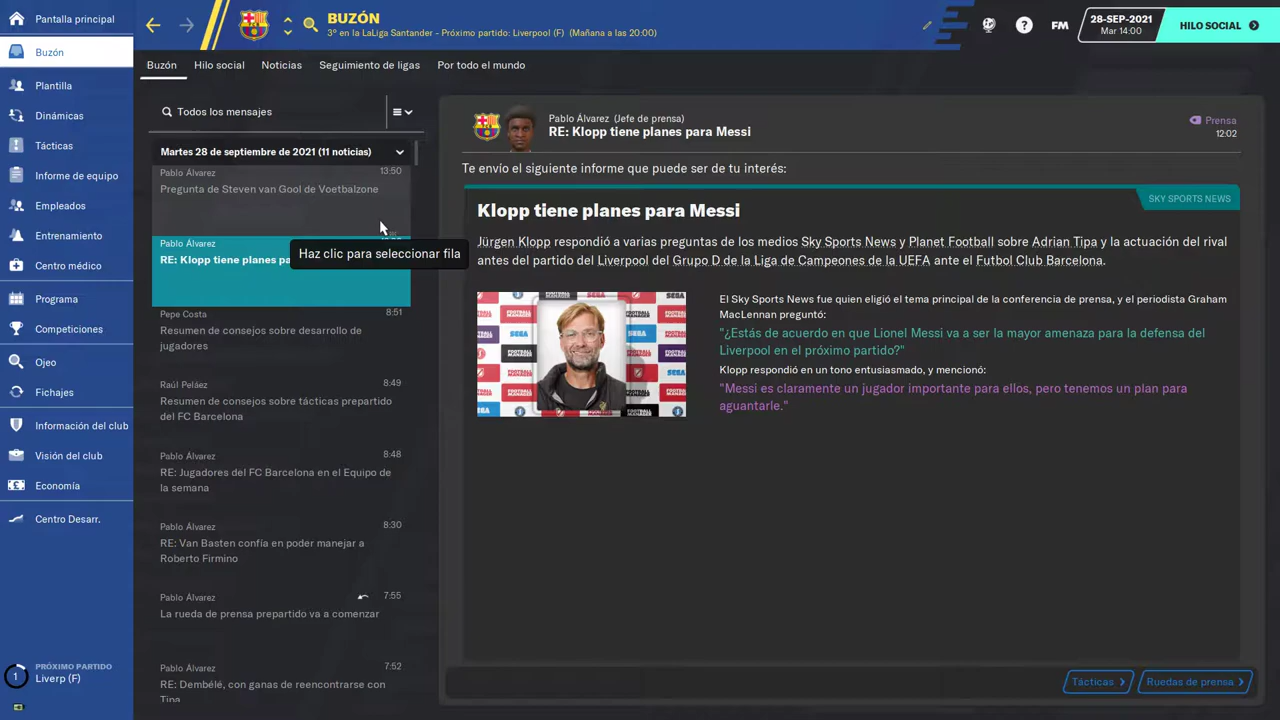 Pantalla principal
Buzón
Plantilla
Dinámicas
Tácticas
Informe de equipo
Empleados
Entrenamiento
Centro médico
Programa
Competiciones
Ojeo
Fichajes
Información del club
Visión del club
Economía
Centro Desarr.
PRÓXIMO PARTIDO
1
Liverp (F)
BUZÓN
3º en la LaLiga Santander - Próximo partido: Liverpool (F) (Mañana a las 20:00)
?
FM
28-SEP-2021
Mar 14:00
HILO SOCIAL
Buzón
Hilo social
Noticias
Seguimiento de ligas
Por todo el mundo
Todos los mensajes
Martes 28 de septiembre de 2021 (11 noticias)
Pablo Álvarez
13:50
Pregunta de Steven van Gool de Voetbalzone
Pablo Álvarez
RE: Klopp tiene planes pa
Haz clic para seleccionar fila
Pepe Costa
8:51
Resumen de consejos sobre desarrollo de
jugadores
Raúl Peláez
8:49
Resumen de consejos sobre tácticas prepartido
del FC Barcelona
Pablo Álvarez
8:48
RE: Jugadores del FC Barcelona en el Equipo de
la semana
Pablo Álvarez
8:30
RE: Van Basten confía en poder manejar a
Roberto Firmino
Pablo Álvarez
7:55
La rueda de prensa prepartido va a comenzar
Pablo Álvarez
7:52
RE: Dembélé, con ganas de reencontrarse con
Tipa
Pablo Álvarez (Jefe de prensa)
RE: Klopp tiene planes para Messi
Prensa
12:02
Te envío el siguiente informe que puede ser de tu interés:
SKY SPORTS NEWS
Klopp tiene planes para Messi
Jürgen Klopp respondió a varias preguntas de los medios Sky Sports News y Planet Football sobre Adrian Tipa y la actuación del rival
antes del partido del Liverpool del Grupo D de la Liga de Campeones de la UEFA ante el Futbol Club Barcelona.
El Sky Sports News fue quien eligió el tema principal de la conferencia de prensa, y el periodista Graham
MacLennan preguntó:
"¿Estás de acuerdo en que Lionel Messi va a ser la mayor amenaza para la defensa del
Liverpool en el próximo partido?"
Klopp respondió en un tono entusiasmado, y mencionó:
"Messi es claramente un jugador importante para ellos, pero tenemos un plan para
aguantarle."
SEGA
Tácticas
Ruedas de prensa